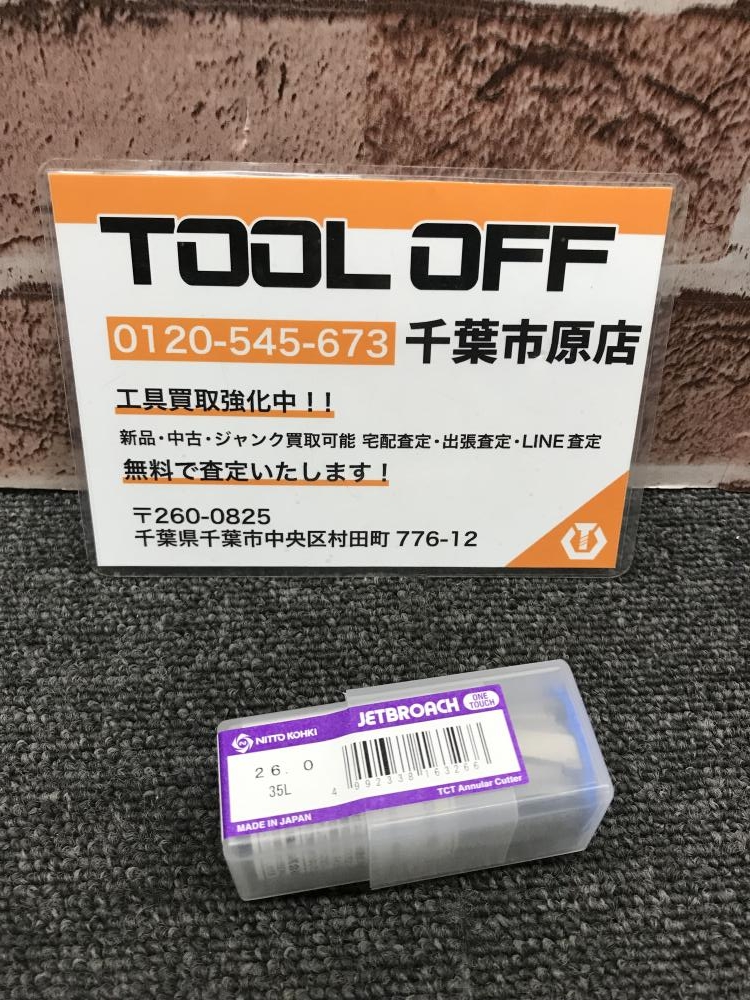 TOOL OFF
0120-545-673 千葉市原店
工具買取強化中！！
新品・中古・ジャンク買取可能 宅配査定・出張査定・LINE査定
無料で査定いたします！
〒260-0825
千葉県千葉市中央区村田町 776-12
NITTO KOHKI
JETBROACH
ONE TOUCH
26.0
35L
4 992338 163266
MADE IN JAPAN
TCT Annular Cutter